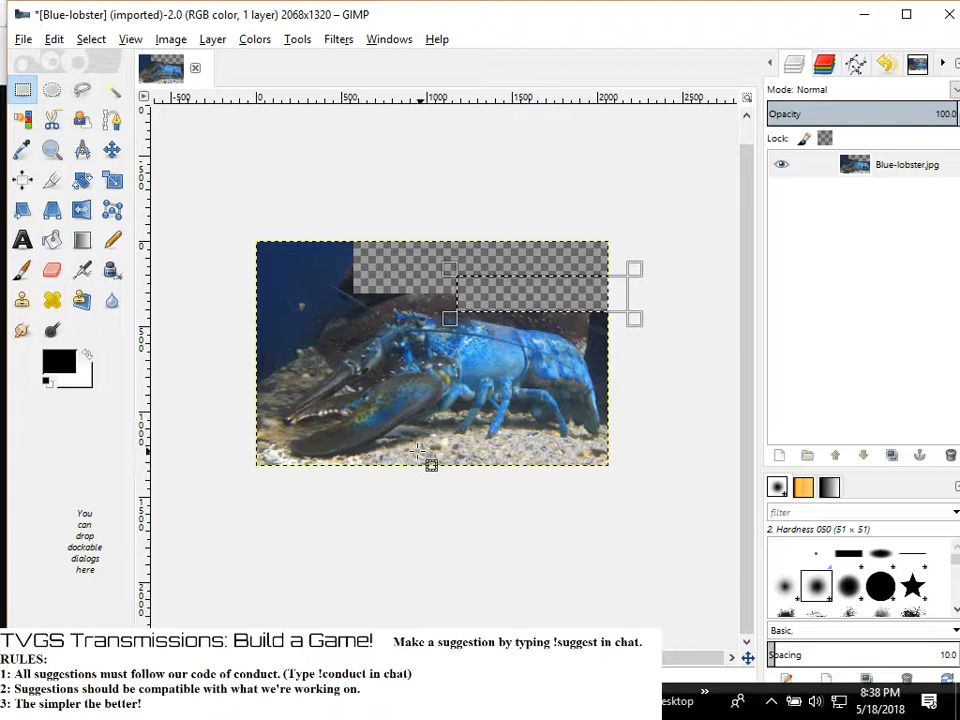 *[Blue-lobster] (imported)-2.0 (RGB color, 1 layer) 2068x1320 – GIMP
File Edit Select View Image Layer Colors Tools Filters Windows Help
-500 0 500 1000 1500 2000 2500
Mode: Normal
Opacity 100.0
Lock:
Blue-lobster.jpg
You
can
drop
dockable
dialogs
here
filter
2. Hardness 050 (51 × 51)
Basic,
Spacing 10.0
TVGS Transmissions: Build a Game! Make a suggestion by typing !suggest in chat.
RULES:
1: All suggestions must follow our code of conduct. (Type !conduct in chat)
2: Suggestions should be compatible with what we're working on.
3: The simpler the better!
esktop
8:38 PM
5/18/2018